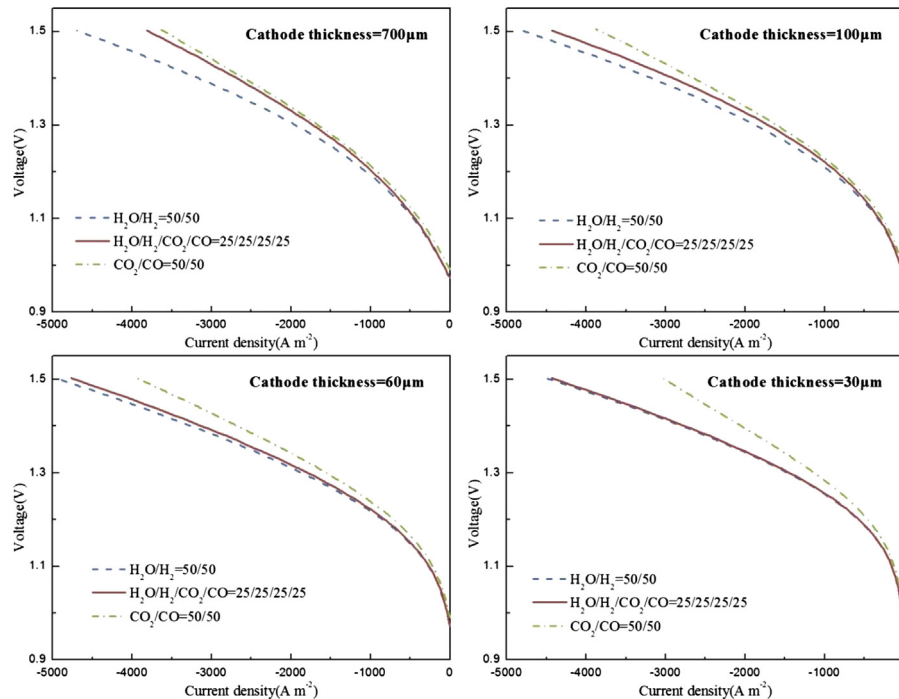 Cathode thickness=700μm
Voltage(V)
1.5
1.3
1.1
0.9
H₂O/H₂=50/50
H₂O/H₂/CO₂/CO=25/25/25/25
CO₂/CO=50/50
-5000 -4000 -3000 -2000 -1000 0
Current density(A m⁻²)
Cathode thickness=100μm
Voltage(V)
1.5
1.3
1.1
0.9
H₂O/H₂=50/50
H₂O/H₂/CO₂/CO=25/25/25/25
CO₂/CO=50/50
-5000 -4000 -3000 -2000 -1000
Current density(A m⁻²)
Cathode thickness=60μm
Voltage(V)
1.5
1.3
1.1
0.9
H₂O/H₂=50/50
H₂O/H₂/CO₂/CO=25/25/25/25
CO₂/CO=50/50
-5000 -4000 -3000 -2000 -1000 0
Current density(A m⁻²)
Cathode thickness=30μm
Voltage(V)
1.5
1.3
1.1
0.9
H₂O/H₂=50/50
H₂O/H₂/CO₂/CO=25/25/25/25
CO₂/CO=50/50
-5000 -4000 -3000 -2000 -1000
Current density(A m⁻²)